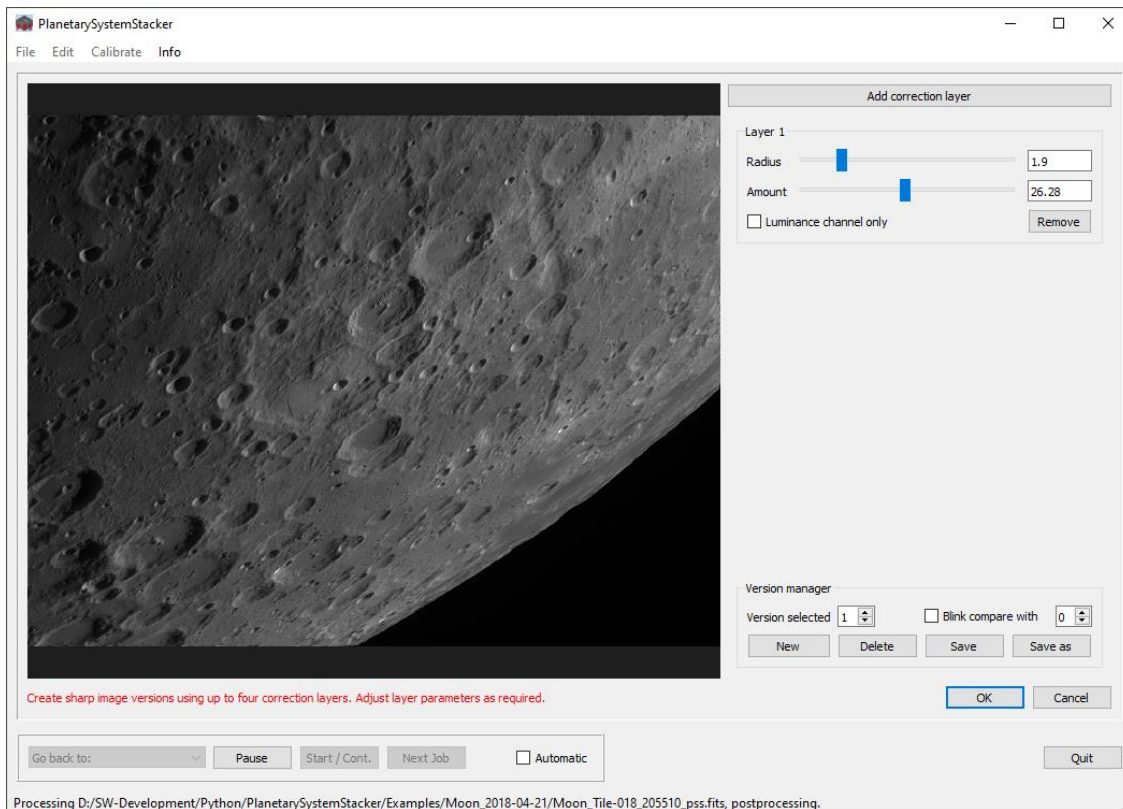 PlanetarySystemStacker
File Edit Calibrate Info
Add correction layer
Layer 1
Radius 1.9
Amount 26.28
Luminance channel only Remove
Version manager
Version selected 1 Blink compare with 0
New Delete Save Save as
Create sharp image versions using up to four correction layers. Adjust layer parameters as required. OK Cancel
Go back to: Pause Start / Cont. Next Job Automatic Quit
Processing D:/SW-Development/Python/PlanetarySystemStacker/Examples/Moon_2018-04-21/Moon_Tile-018_205510_pss.fits, postprocessing.